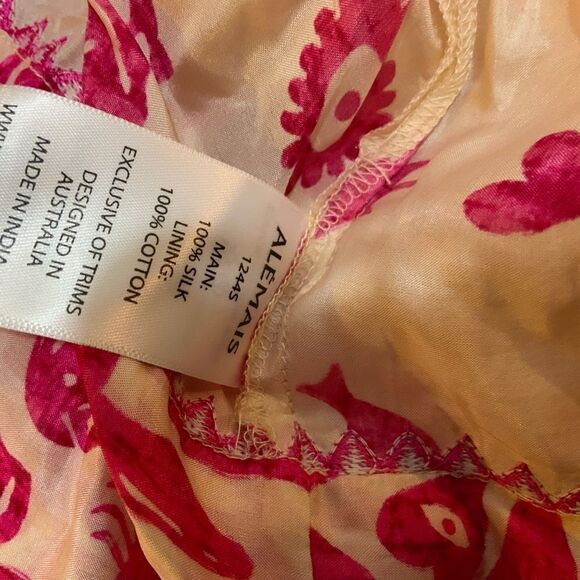 ALEMAIS
1244S
MAIN:
100% SILK
LINING:
100% COTTON
EXCLUSIVE OF TRIMS
DESIGNED IN
AUSTRALIA
MADE IN INDIA